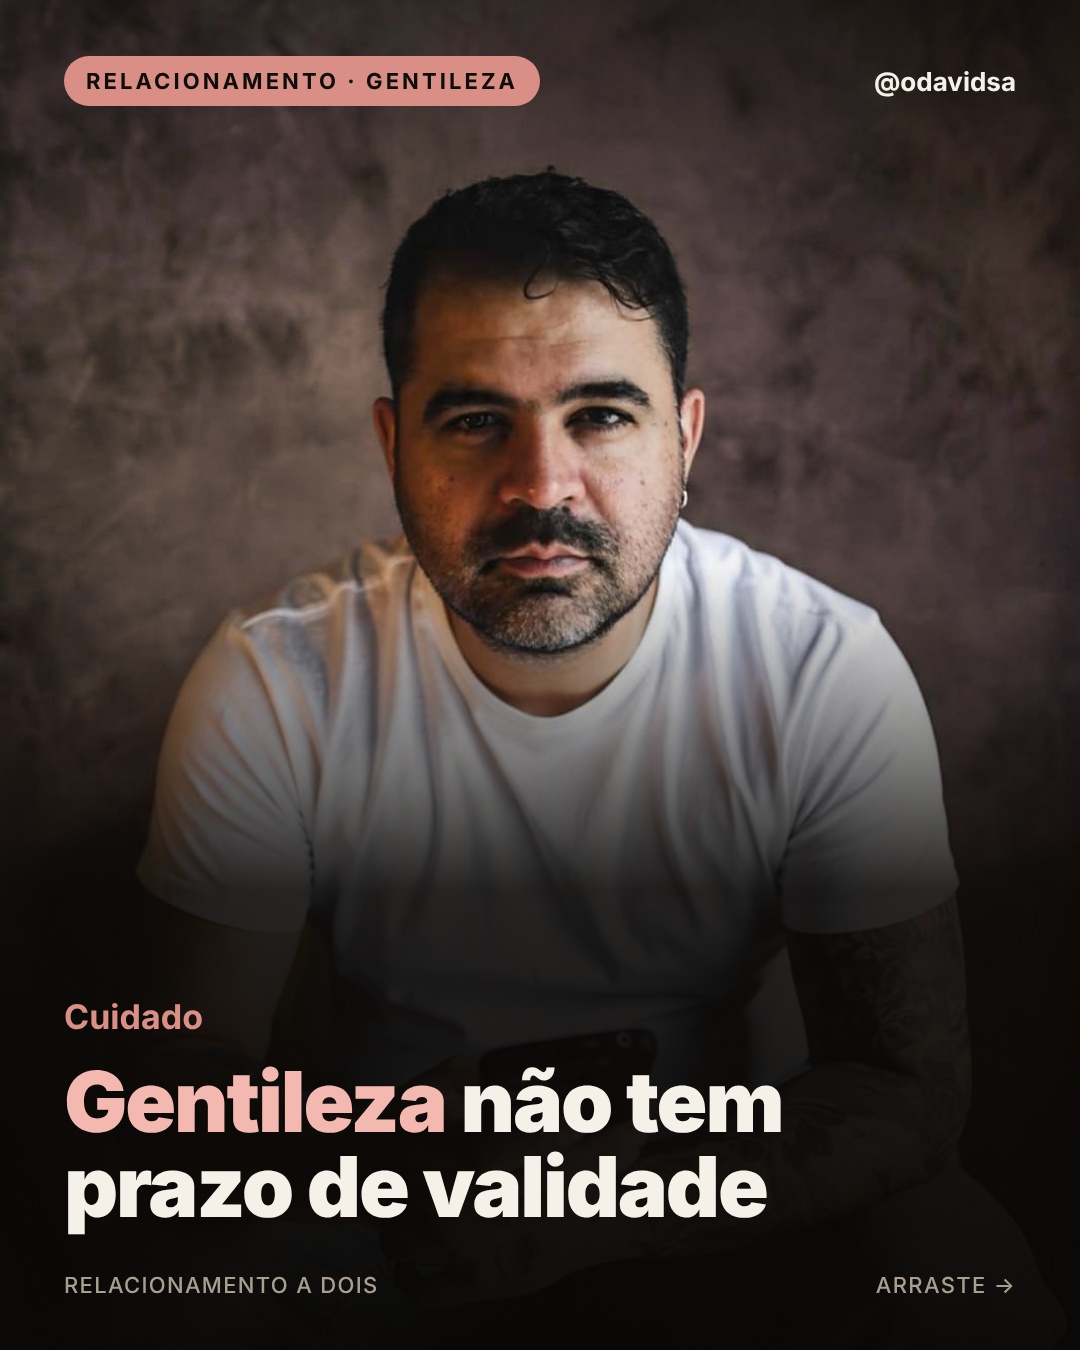 RELACIONAMENTO · GENTILEZA
@odavidsa
Cuidado
Gentileza não tem
prazo de validade
RELACIONAMENTO A DOIS
ARRASTE →